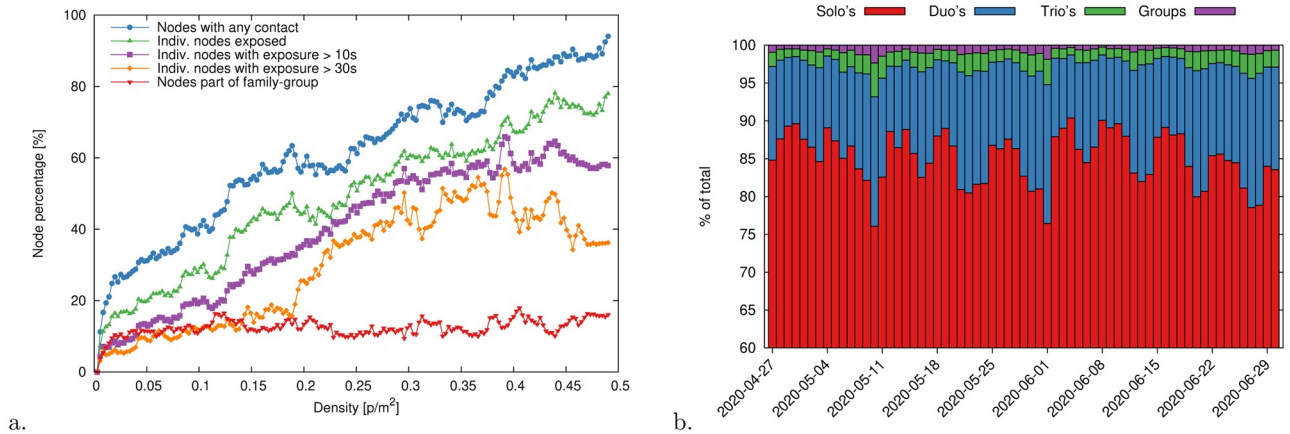 Nodes with any contact
Indiv. nodes exposed
Indiv. nodes with exposure > 10s
Indiv. nodes with exposure > 30s
Nodes part of family-group
100
80
60
40
20
0
Node percentage [%]
0 0.05 0.1 0.15 0.2 0.25 0.3 0.35 0.4 0.45 0.5
Density [p/m²]
a.
Solo's Duo's Trio's Groups
100
95
90
85
80
75
70
65
60
% of total
2020-04-27 2020-05-04 2020-05-11 2020-05-18 2020-05-25 2020-06-01 2020-06-08 2020-06-15 2020-06-22 2020-06-29
b.